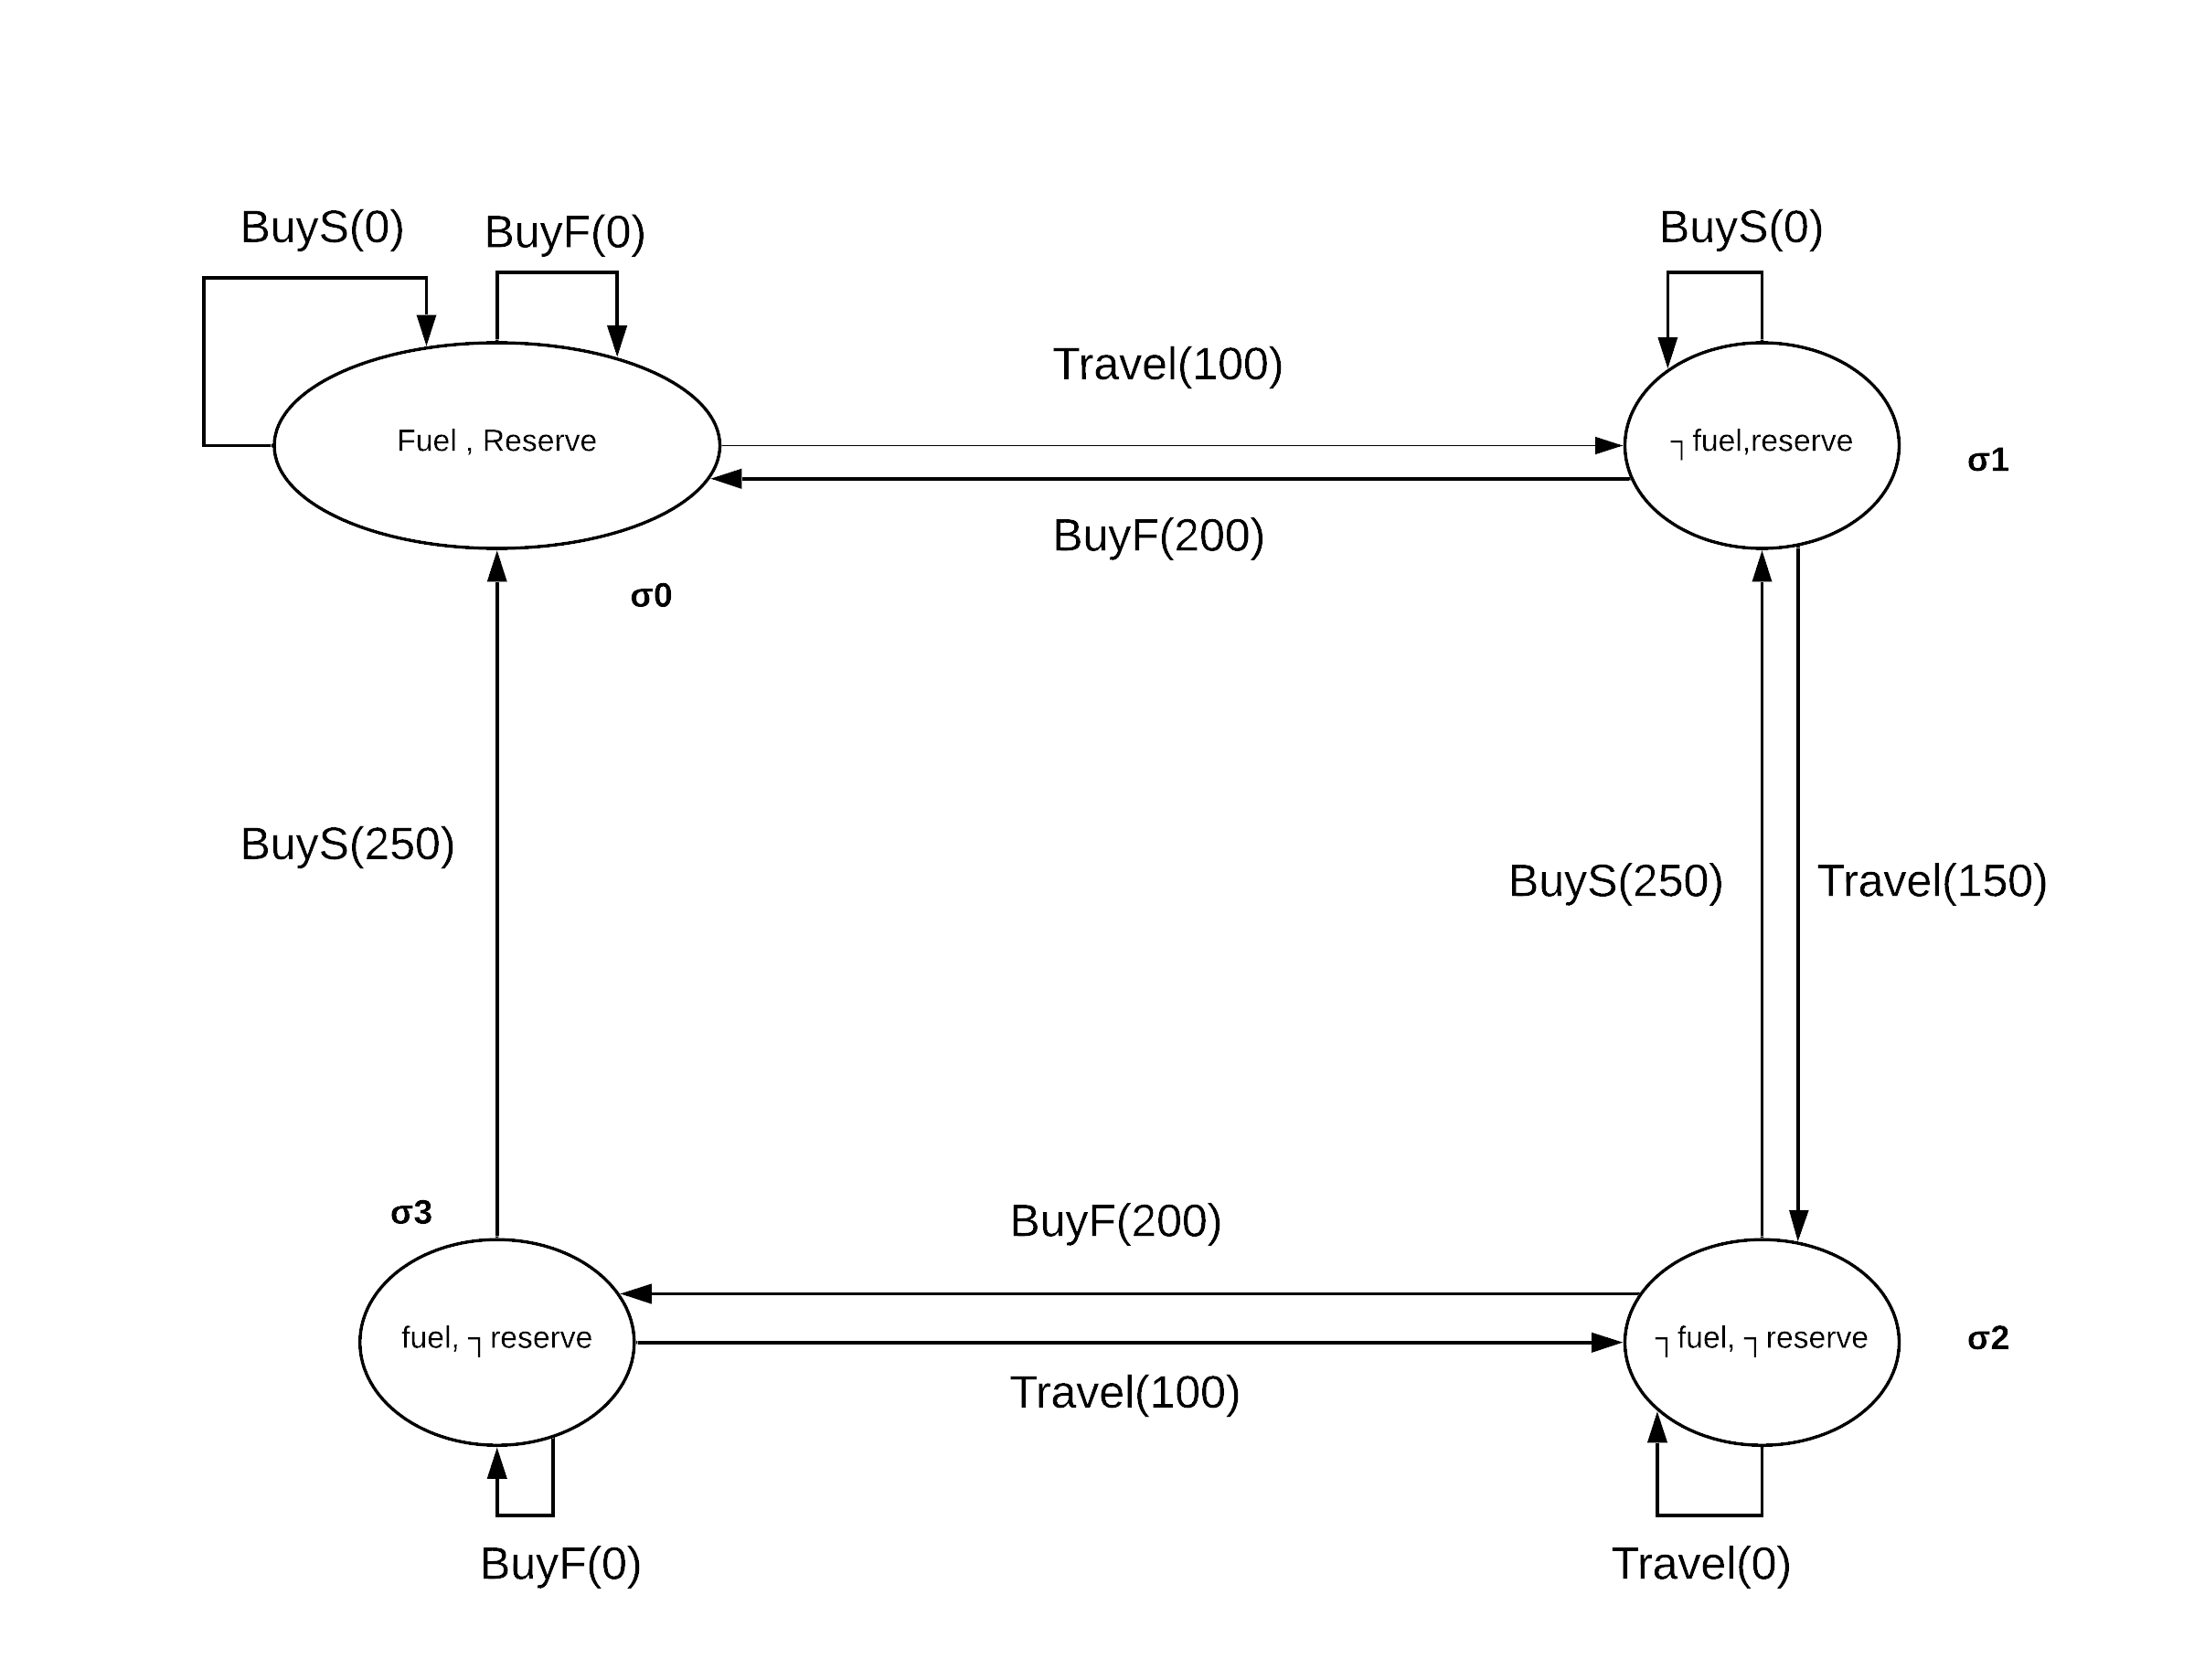 BuyS(0)
BuyF(0)
BuyS(0)
Travel(100)
Fuel , Reserve
┐fuel,reserve
σ1
BuyF(200)
σ0
BuyS(250)
BuyS(250)
Travel(150)
σ3
BuyF(200)
fuel, ┐reserve
┐fuel, ┐reserve
σ2
Travel(100)
BuyF(0)
Travel(0)